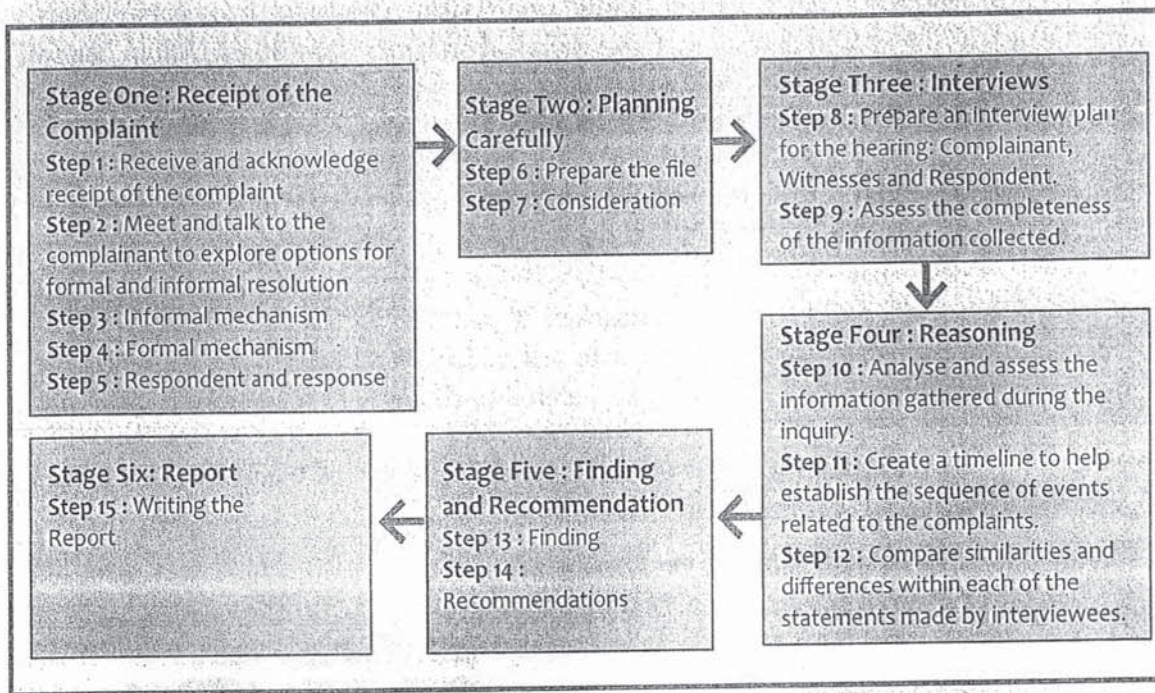 Stage One : Receipt of the
Complaint
Step 1 : Receive and acknowledge
receipt of the complaint
Step 2 : Meet and talk to the
complainant to explore options for
formal and informal resolution
Step 3 : Informal mechanism
Step 4 : Formal mechanism
Step 5 : Respondent and response
Stage Two : Planning
Carefully
Step 6 : Prepare the file
Step 7 : Consideration
Stage Three : Interviews
Step 8 : Prepare an interview plan
for the hearing: Complainant,
Witnesses and Respondent.
Step 9 : Assess the completeness
of the information collected.
Stage Four : Reasoning
Step 10 : Analyse and assess the
information gathered during the
inquiry.
Step 11 : Create a timeline to help
establish the sequence of events
related to the complaints.
Step 12 : Compare similarities and
differences within each of the
statements made by interviewees.
Stage Five : Finding
and Recommendation
Step 13 : Finding
Step 14 :
Recommendations
Stage Six: Report
Step 15 : Writing the
Report